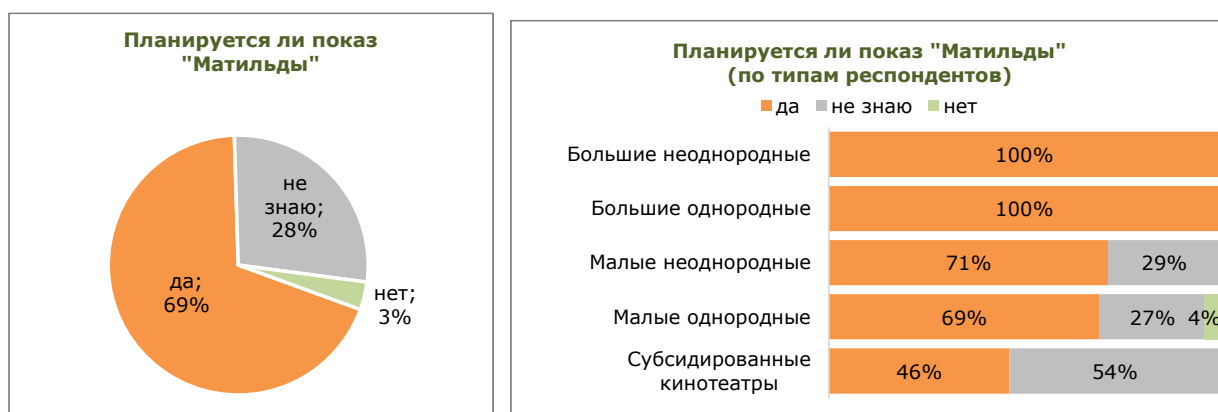 Планируется ли показ
"Матильды"
не
знаю;
28%
да;
69%
нет;
3%
Планируется ли показ "Матильды"
(по типам респондентов)
да не знаю нет
Большие неоднородные 100%
Большие однородные 100%
Малые неоднородные 71% 29%
Малые однородные 69% 27% 4%
Субсидированные
кинотеатры 46% 54%